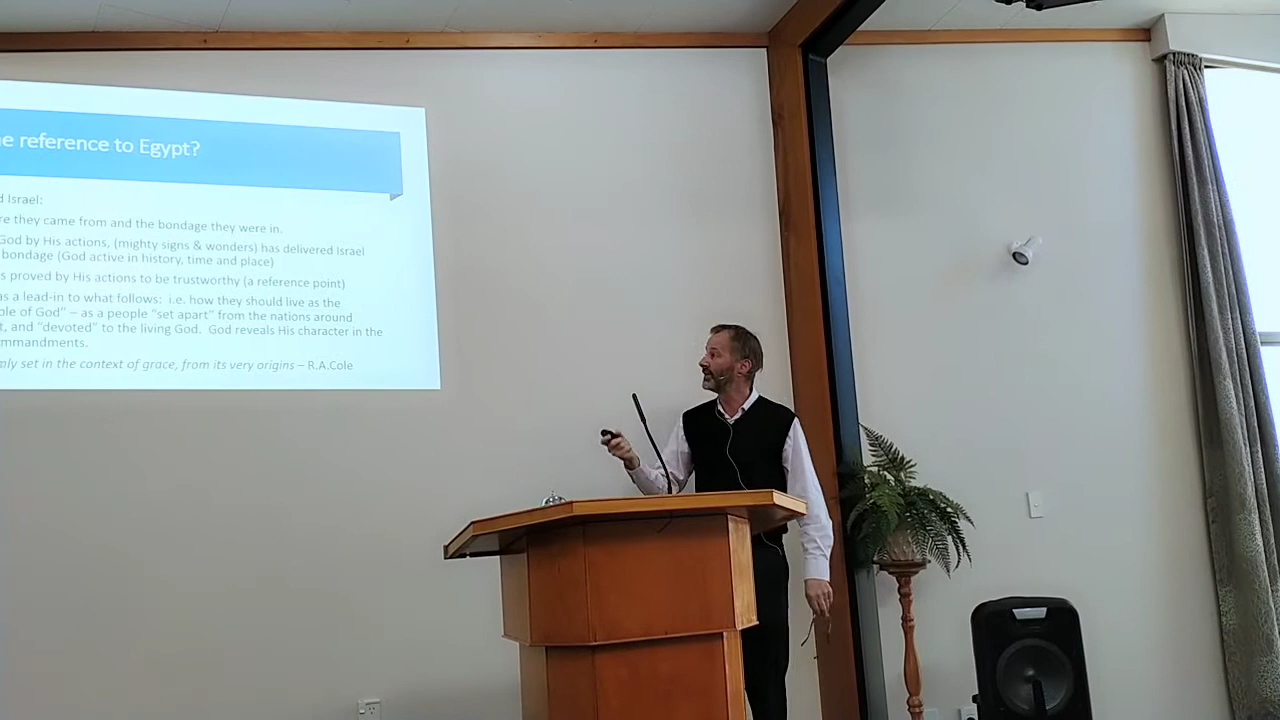 e reference to Egypt?
d Israel:
re they came from and the bondage they were in.
God by His actions, (mighty signs & wonders) has delivered Israel
bondage (God active in history, time and place)
s proved by His actions to be trustworthy (a reference point)
as a lead-in to what follows: i.e. how they should live as the
ple of God” – as a people “set apart” from the nations around
t, and “devoted” to the living God. God reveals His character in the
mmandments.
mly set in the context of grace, from its very origins – R.A.Cole